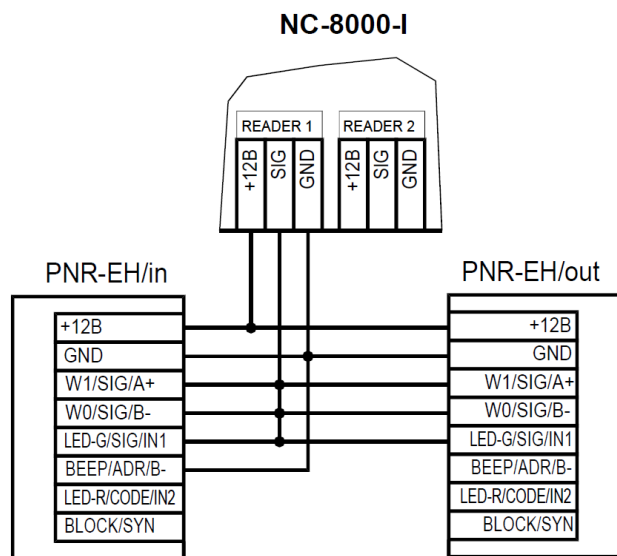 NC-8000-I
READER 1 READER 2
+12B SIG GND +12B SIG GND
PNR-EH/in PNR-EH/out
+12B +12B
GND GND
W1/SIG/A+ W1/SIG/A+
W0/SIG/B- W0/SIG/B-
LED-G/SIG/IN1 LED-G/SIG/IN1
BEEP/ADR/B- BEEP/ADR/B-
LED-R/CODE/IN2 LED-R/CODE/IN2
BLOCK/SYN BLOCK/SYN